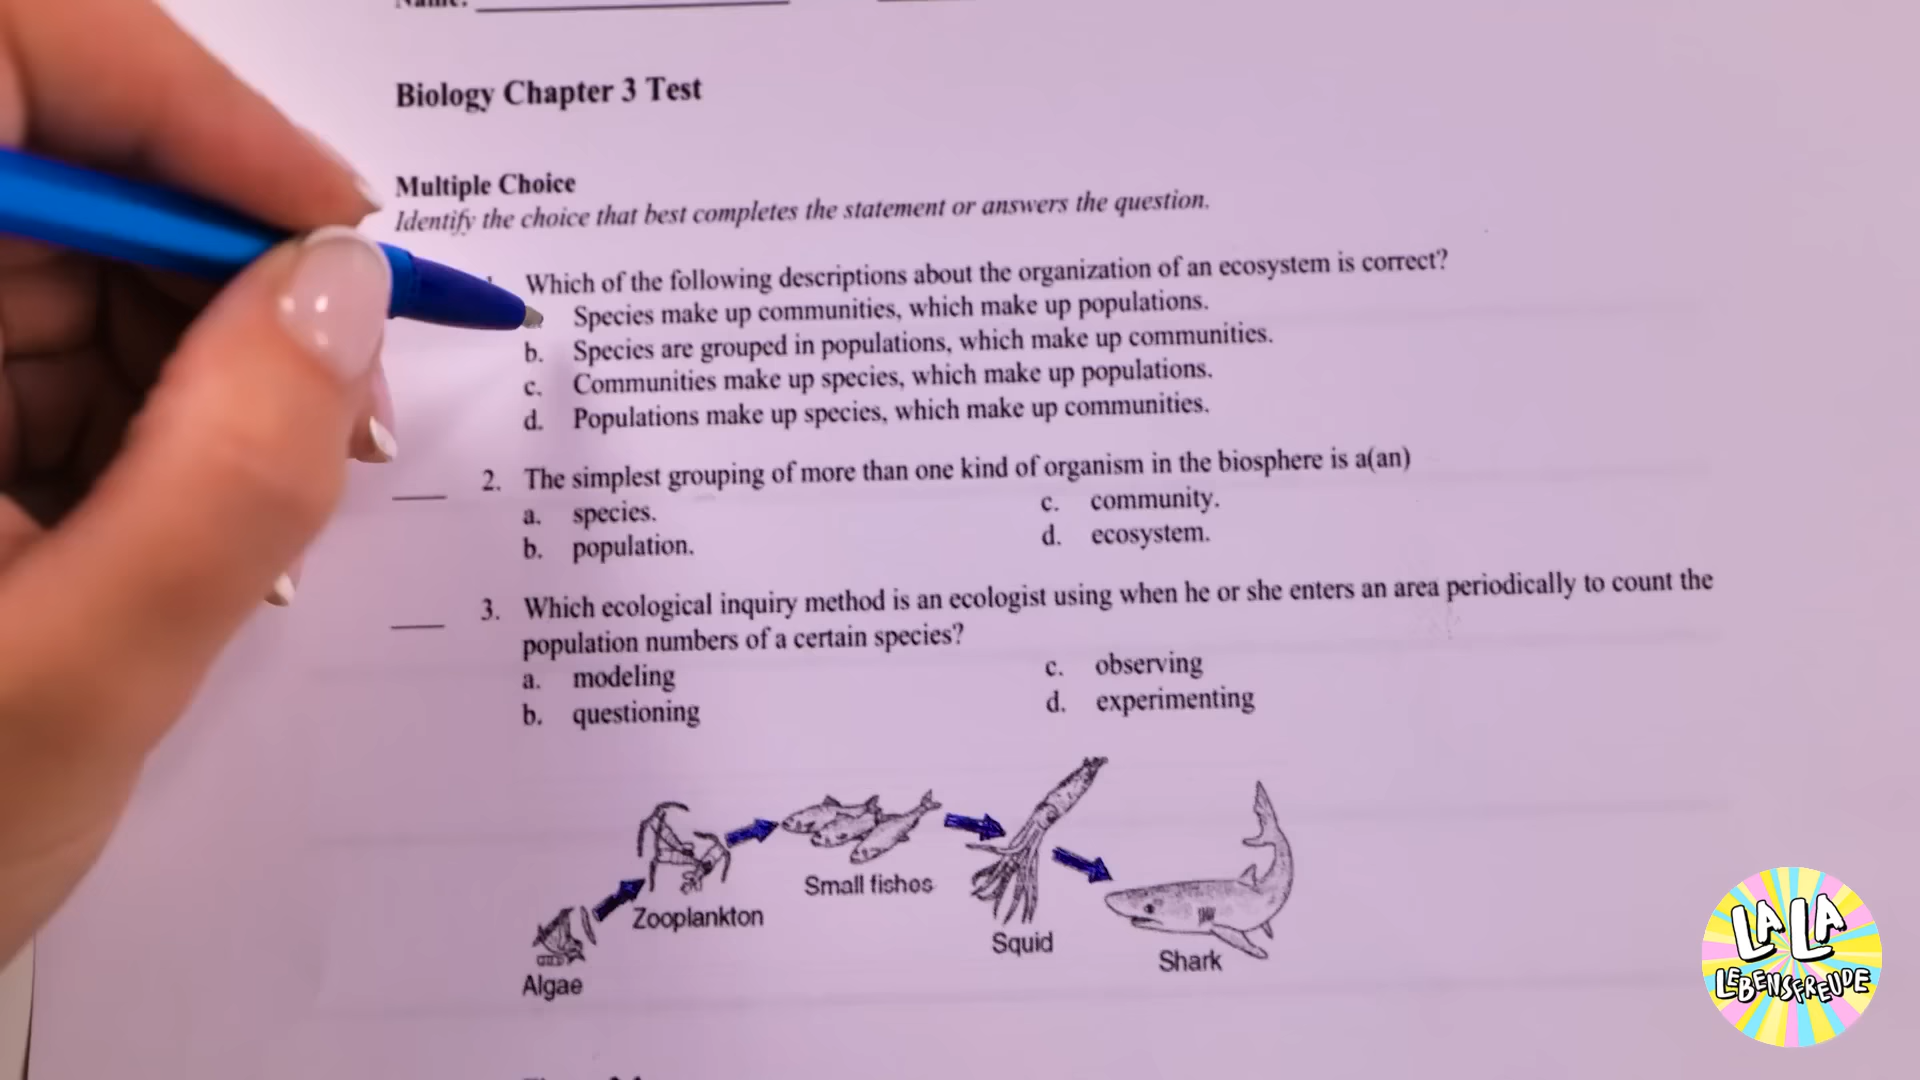 Name:
Biology Chapter 3 Test
Multiple Choice
Identify the choice that best completes the statement or answers the question.
Which of the following descriptions about the organization of an ecosystem is correct?
Species make up communities, which make up populations.
b. Species are grouped in populations, which make up communities.
c. Communities make up species, which make up populations.
d. Populations make up species, which make up communities.
2. The simplest grouping of more than one kind of organism in the biosphere is a(an)
a. species. c. community.
b. population. d. ecosystem.
3. Which ecological inquiry method is an ecologist using when he or she enters an area periodically to count the
population numbers of a certain species?
a. modeling c. observing
b. questioning d. experimenting
Algae
Zooplankton
Small fishos
Squid
Shark
LALA
LEBENSFREUDE